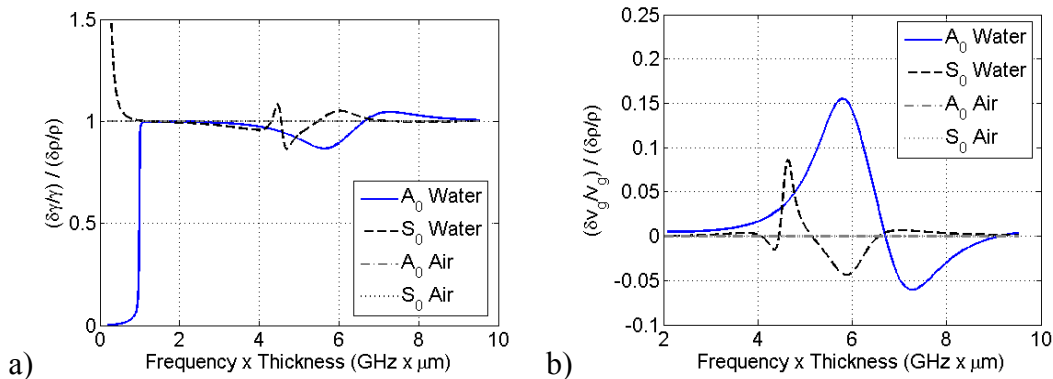 a)
(δγ/γ) / (δρ/ρ)
1.5
1
0.5
0
0
2
4
6
8
10
Frequency x Thickness (GHz x μm)
A₀ Water
S₀ Water
A₀ Air
S₀ Air
b)
(δv_g/v_g) / (δρ/ρ)
0.25
0.2
0.15
0.1
0.05
0
-0.05
-0.1
2
4
6
8
10
Frequency x Thickness (GHz x μm)
A₀ Water
S₀ Water
A₀ Air
S₀ Air